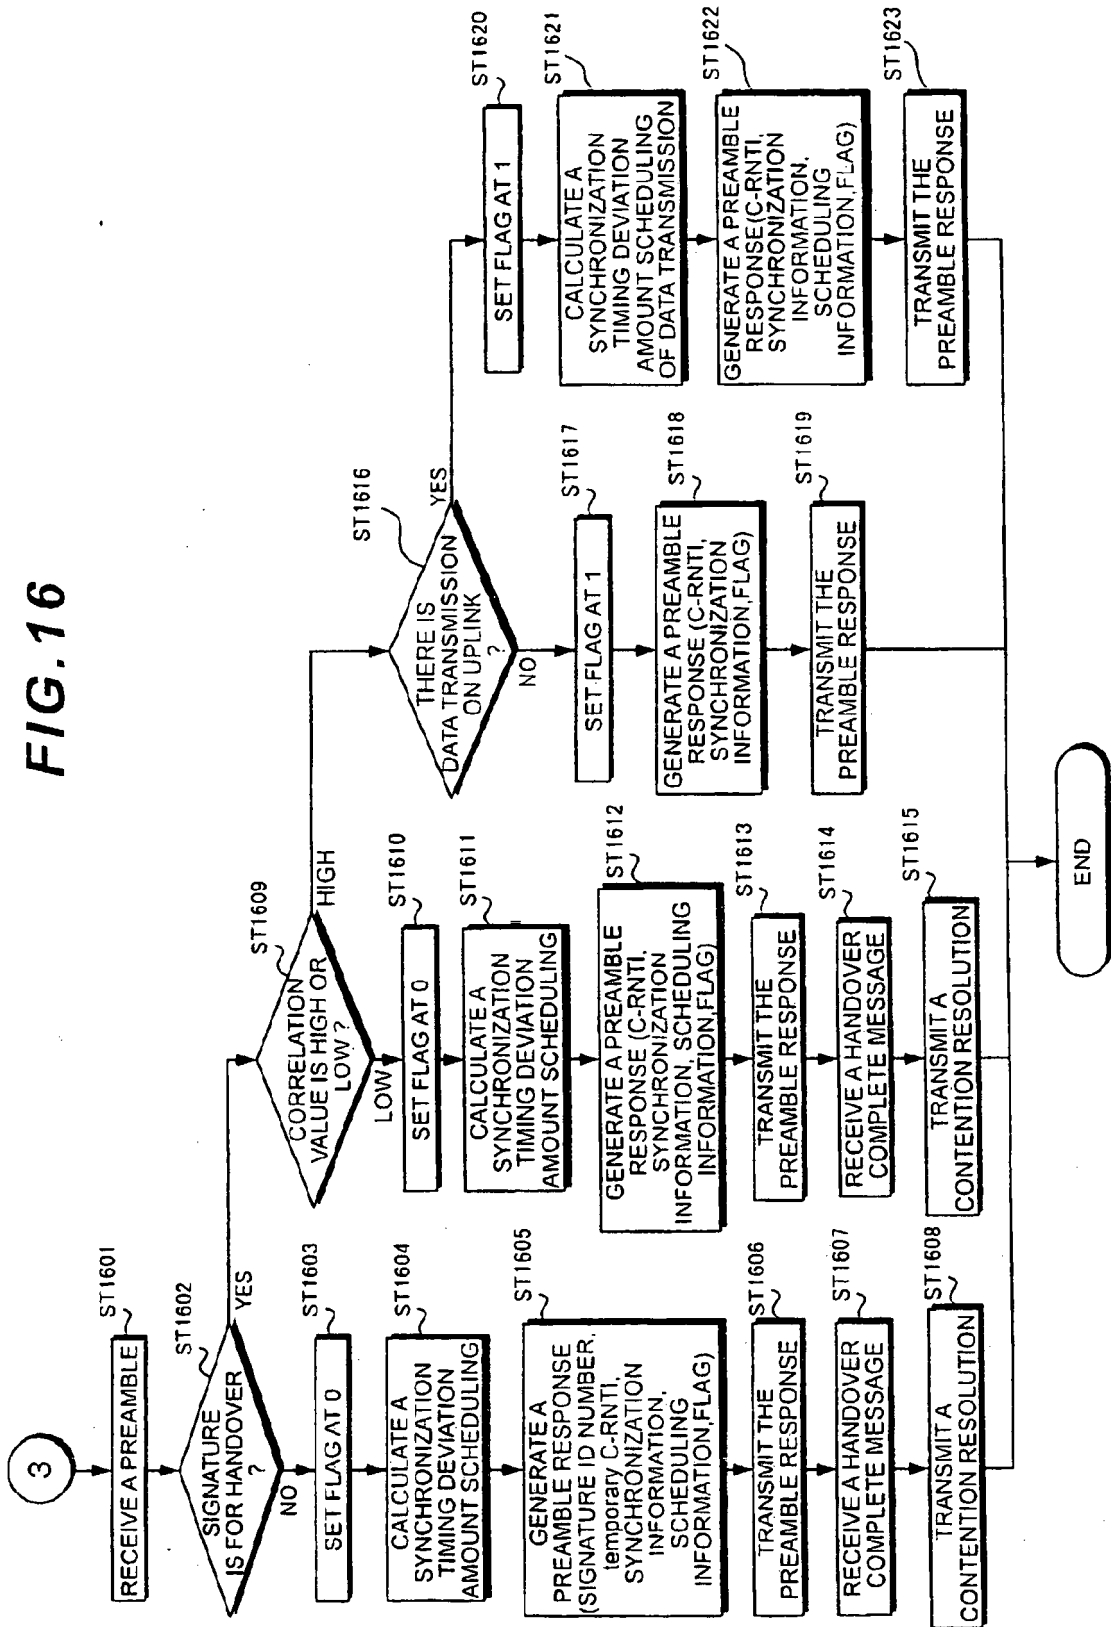 FIG.16
3
RECEIVE A PREAMBLE
ST1601
SIGNATURE
IS FOR HANDOVER
?
ST1602
YES
NO
SET FLAG AT 0
ST1603
CALCULATE A
SYNCHRONIZATION
TIMING DEVIATION
AMOUNT SCHEDULING
ST1604
GENERATE A
PREAMBLE RESPONSE
(SIGNATURE ID NUMBER,
temporary C-RNTI,
SYNCHRONIZATION
INFORMATION,
SCHEDULING
INFORMATION,FLAG)
ST1605
TRANSMIT THE
PREAMBLE RESPONSE
ST1606
RECEIVE A HANDOVER
COMPLETE MESSAGE
ST1607
TRANSMIT A
CONTENTION RESOLUTION
ST1608
CORRELATION
VALUE IS HIGH OR
LOW ?
ST1609
HIGH
LOW
SET FLAG AT 0
ST1610
CALCULATE A
SYNCHRONIZATION
TIMING DEVIATION
AMOUNT SCHEDULING
ST1611
GENERATE A PREAMBLE
RESPONSE (C-RNTI,
SYNCHRONIZATION
INFORMATION, SCHEDULING
INFORMATION,FLAG)
ST1612
TRANSMIT THE
PREAMBLE RESPONSE
ST1613
RECEIVE A HANDOVER
COMPLETE MESSAGE
ST1614
TRANSMIT A
CONTENTION RESOLUTION
ST1615
THERE IS
DATA TRANSMISSION
ON UPLINK
?
ST1616
YES
NO
SET FLAG AT 1
ST1617
GENERATE A PREAMBLE
RESPONSE (C-RNTI,
SYNCHRONIZATION
INFORMATION,FLAG)
ST1618
TRANSMIT THE
PREAMBLE RESPONSE
ST1619
SET FLAG AT 1
ST1620
CALCULATE A
SYNCHRONIZATION
TIMING DEVIATION
AMOUNT SCHEDULING
OF DATA TRANSMISSION
ST1621
GENERATE A PREAMBLE
RESPONSE(C-RNTI,
SYNCHRONIZATION
INFORMATION,
SCHEDULING
INFORMATION,FLAG)
ST1622
TRANSMIT THE
PREAMBLE RESPONSE
ST1623
END